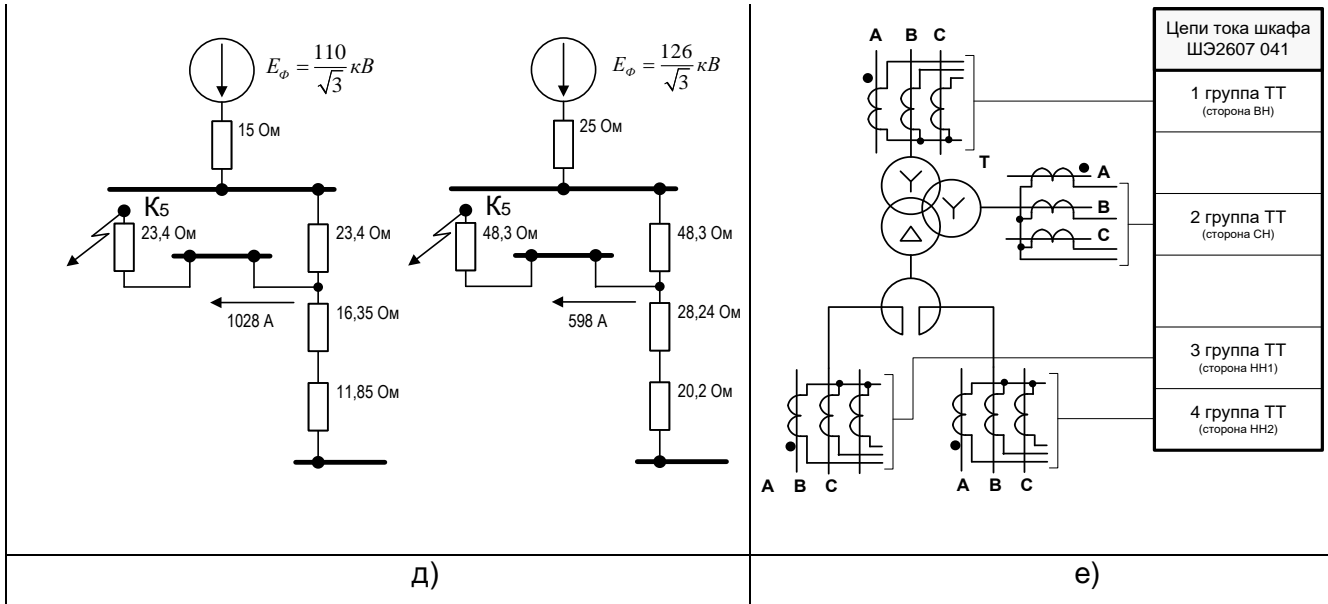 E_Ф = 110/√3 кВ
15 Ом
К5
23,4 Ом
23,4 Ом
1028 А
16,35 Ом
11,85 Ом
E_Ф = 126/√3 кВ
25 Ом
К5
48,3 Ом
48,3 Ом
598 А
28,24 Ом
20,2 Ом
д)
А В С
Т
А
В
С
А В С
А В С
Цепи тока шкафа
ШЭ2607 041
1 группа ТТ
(сторона ВН)
2 группа ТТ
(сторона СН)
3 группа ТТ
(сторона НН1)
4 группа ТТ
(сторона НН2)
е)